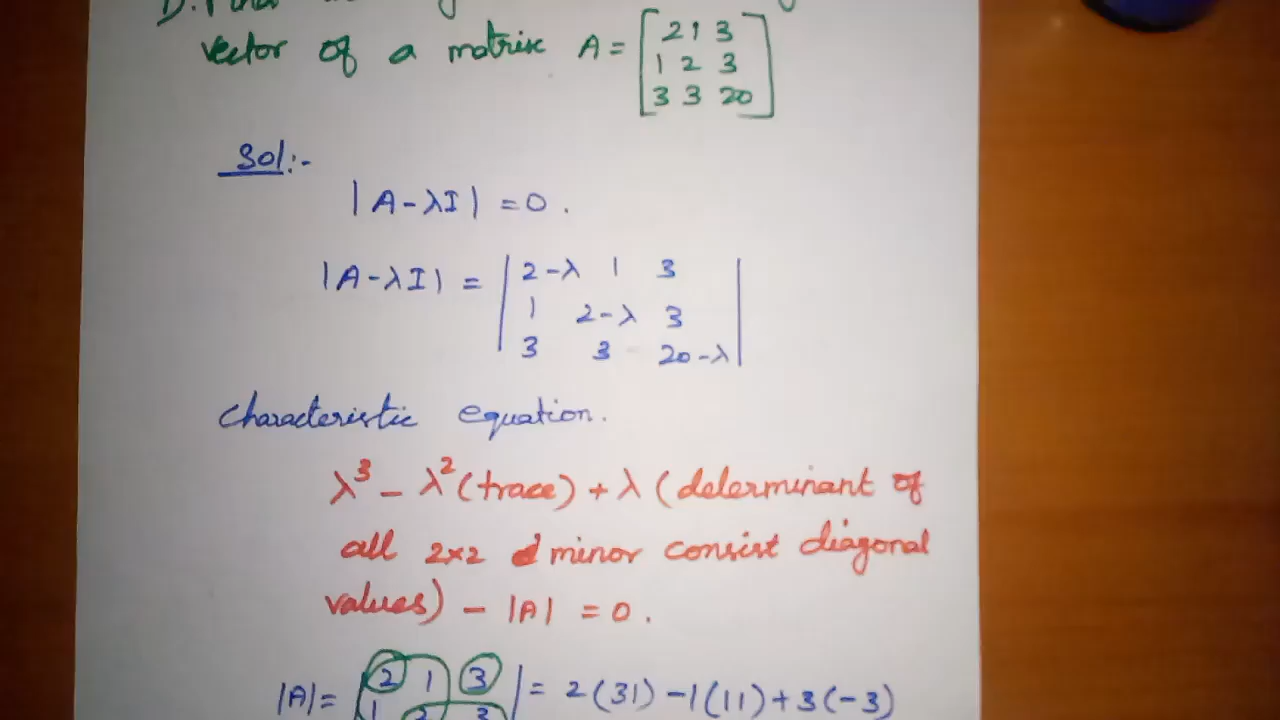 vector of a matrix A = [2 1 3
1 2 3
3 3 20]
Sol:-
|A-λI| = 0.
|A-λI| = |2-λ 1 3
1 2-λ 3
3 3 20-λ|
Characteristic equation.
λ³ - λ²(trace) + λ (determinant of
all 2x2 minor consist diagonal
values) - |A| = 0.
|A| = |2 1 3| = 2(31) -1(11) + 3(-3)